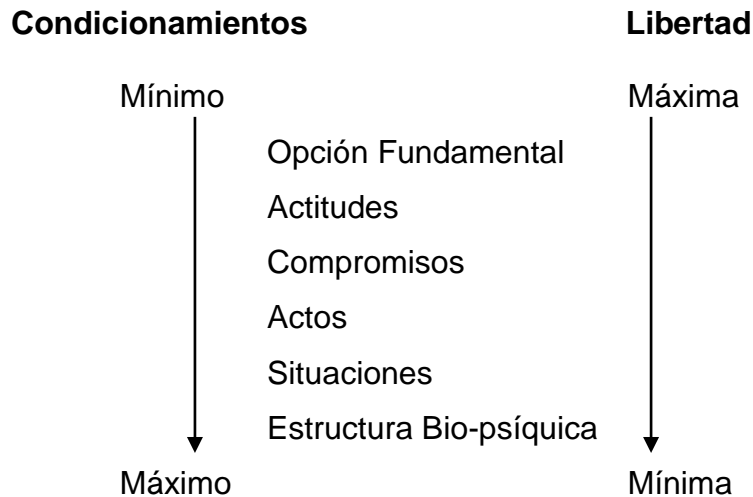 Condicionamientos Libertad
Mínimo Máxima
Opción Fundamental
Actitudes
Compromisos
Actos
Situaciones
Estructura Bio-psíquica
Máximo Mínima